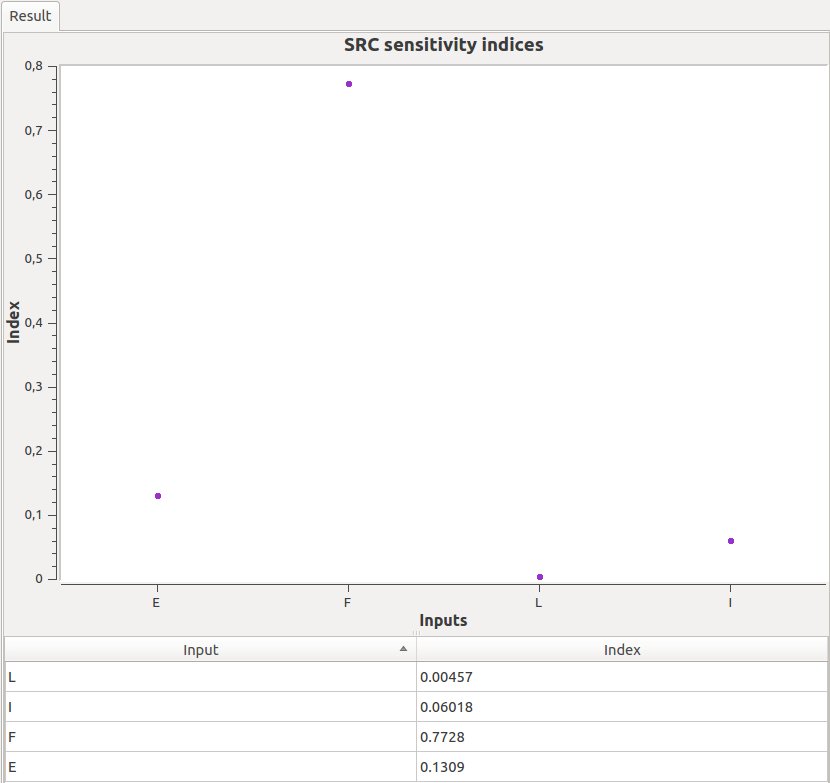 Result
SRC sensitivity indices
0,8
0,7
0,6
0,5
0,4
0,3
0,2
0,1
0
Index
E F L I
Inputs
Input Index
L 0.00457
I 0.06018
F 0.7728
E 0.1309